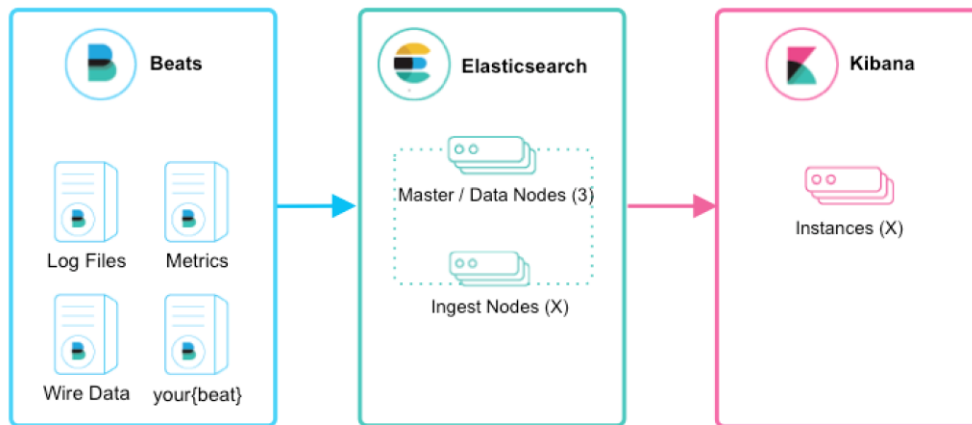 Beats
Elasticsearch
Kibana
Log Files
Metrics
Wire Data
your{beat}
Master / Data Nodes (3)
Ingest Nodes (X)
Instances (X)